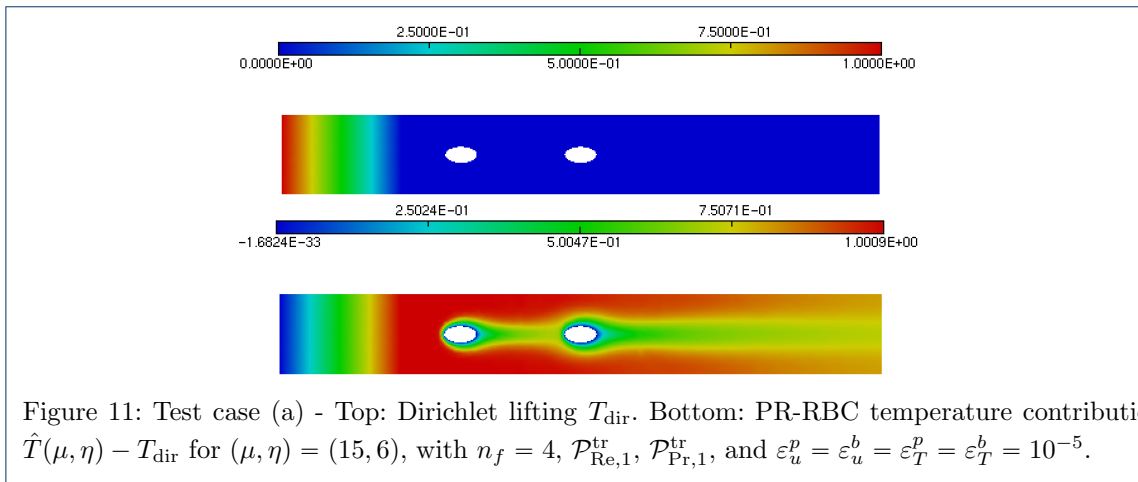 2.5000E-01 7.5000E-01
0.0000E+00 5.0000E-01 1.0000E+00
2.5024E-01 7.5071E-01
-1.6824E-33 5.0047E-01 1.0009E+00
Figure 11: Test case (a) - Top: Dirichlet lifting T_dir. Bottom: PR-RBC temperature contributi
T̂(μ, η) − T_dir for (μ, η) = (15, 6), with n_f = 4, 𝒫^tr_Re,1, 𝒫^tr_Pr,1, and ε^p_u = ε^b_u = ε^p_T = ε^b_T = 10^−5.